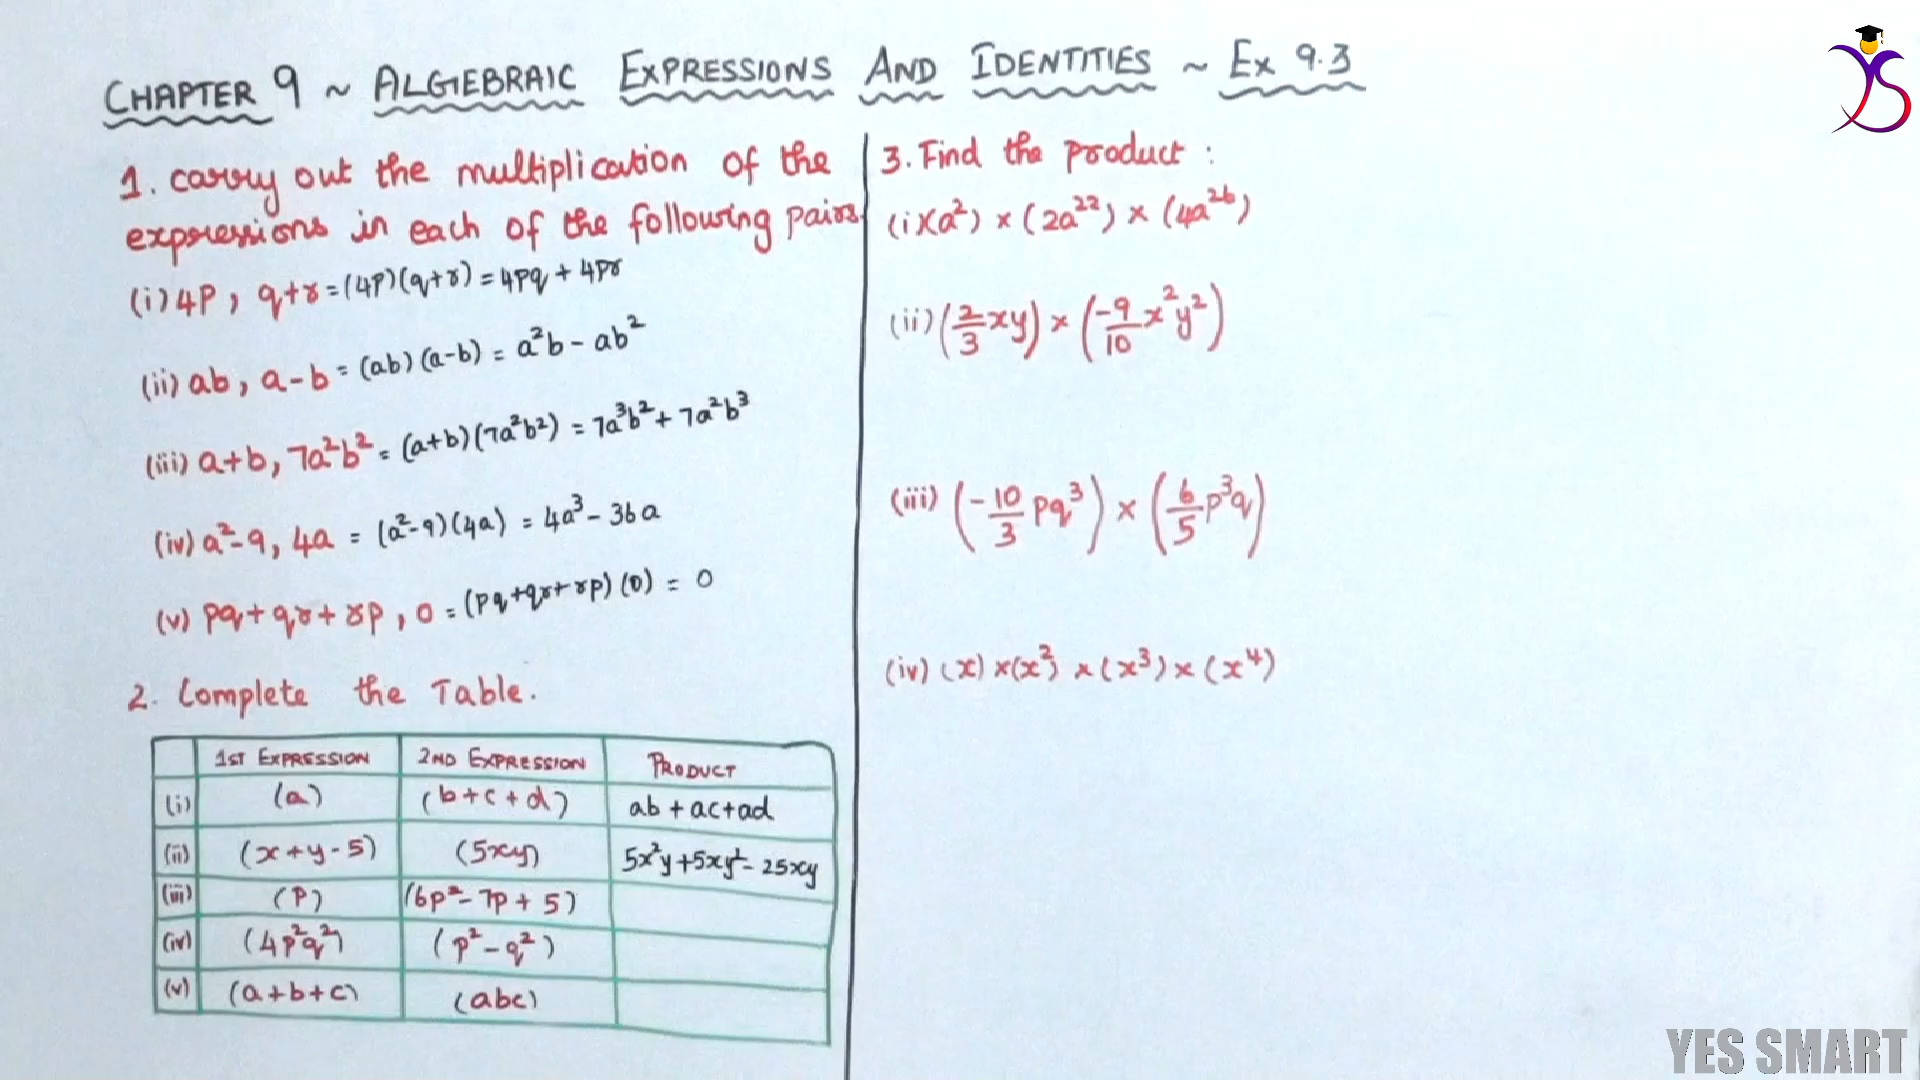 CHAPTER 9 ~ ALGEBRAIC EXPRESSIONS AND IDENTITIES ~ Ex 9.3
1. carry out the multiplication of the
expressions in each of the following pairs.
(i) 4P, q+r = (4P)(q+r) = 4Pq + 4Pr
(ii) ab, a-b = (ab)(a-b) = a²b - ab²
(iii) a+b, 7a²b² = (a+b)(7a²b²) = 7a³b² + 7a²b³
(iv) a²-9, 4a = (a²-9)(4a) = 4a³ - 36a
(v) pq + qr + rp, 0 = (pq+qr+rp)(0) = 0
2. Complete the Table.
1ST EXPRESSION 2ND EXPRESSION PRODUCT
(i) (a) (b+c+d) ab + ac + ad
(ii) (x+y-5) (5xy) 5x²y + 5xy² - 25xy
(iii) (P) (6p² - 7p + 5)
(iv) (4p²q²) (p² - q²)
(v) (a+b+c) (abc)
3. Find the product :
(i)(a²) × (2a²²) × (4a²⁶)
(ii) (2/3 xy) × (-9/10 x²y²)
(iii) (-10/3 pq³) × (6/5 p³q)
(iv) (x) × (x²) × (x³) × (x⁴)
YS
YES SMART